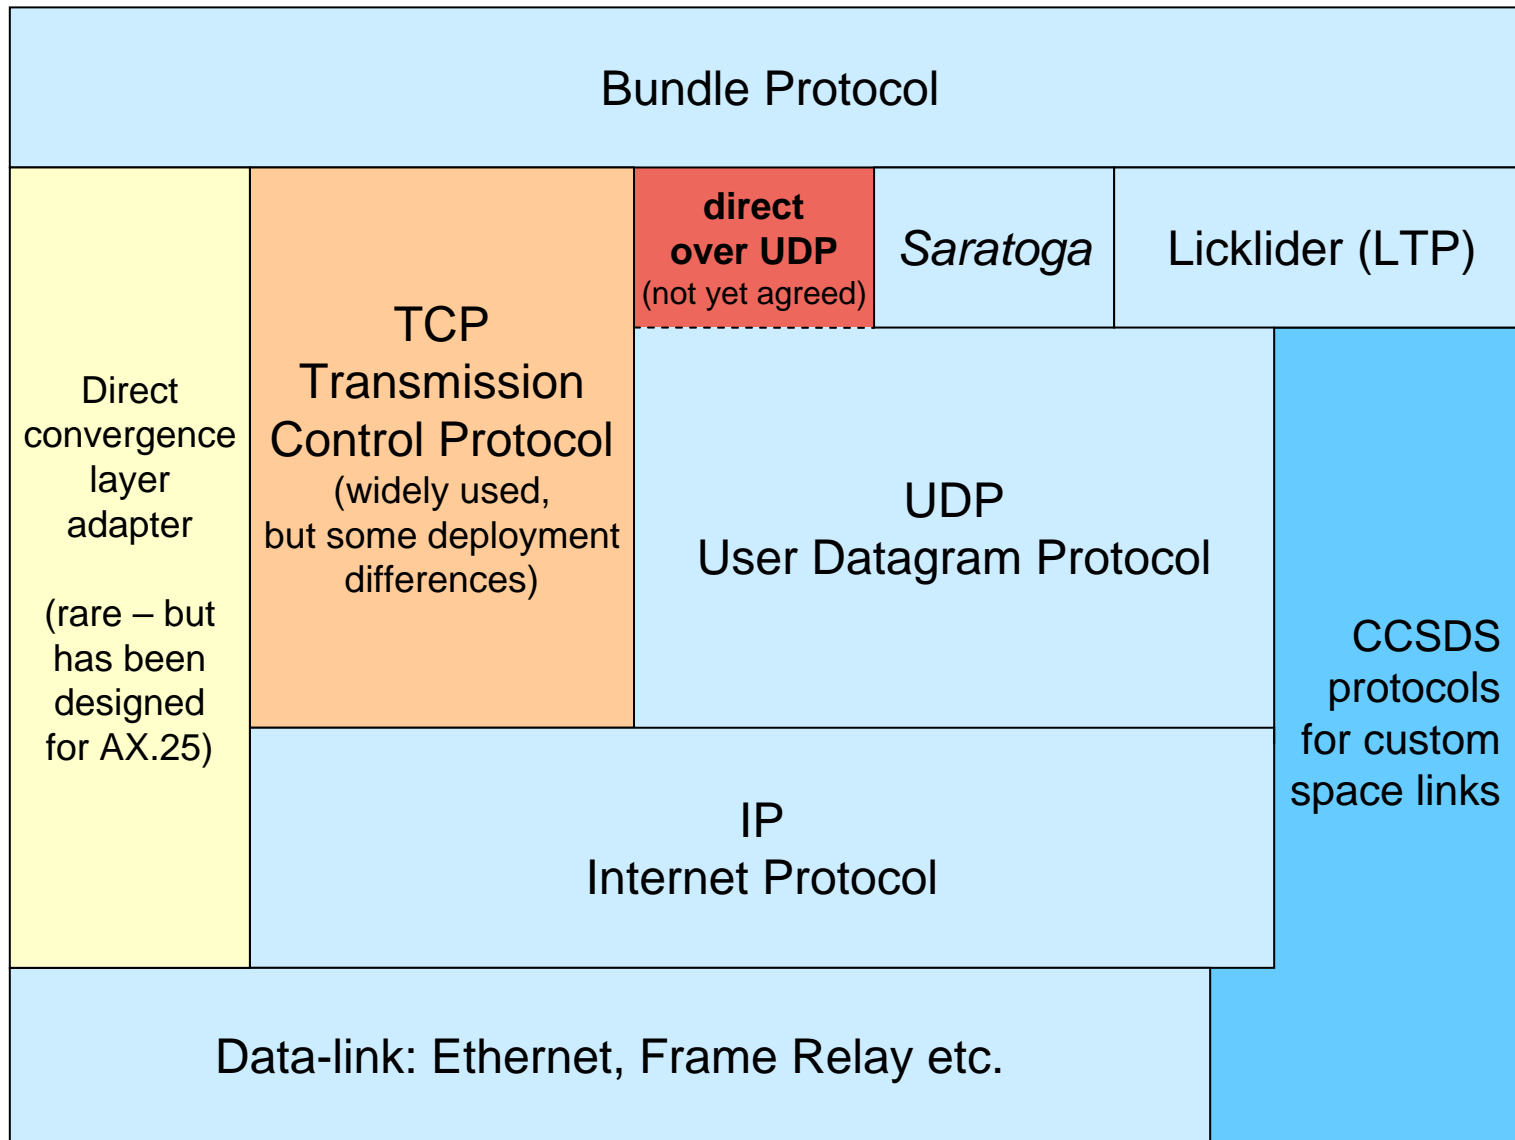 Bundle Protocol
Direct
convergence
layer
adapter
(rare – but
has been
designed
for AX.25)
TCP
Transmission
Control Protocol
(widely used,
but some deployment
differences)
direct
over UDP
(not yet agreed)
Saratoga
Licklider (LTP)
UDP
User Datagram Protocol
CCSDS
protocols
for custom
space links
IP
Internet Protocol
Data-link: Ethernet, Frame Relay etc.